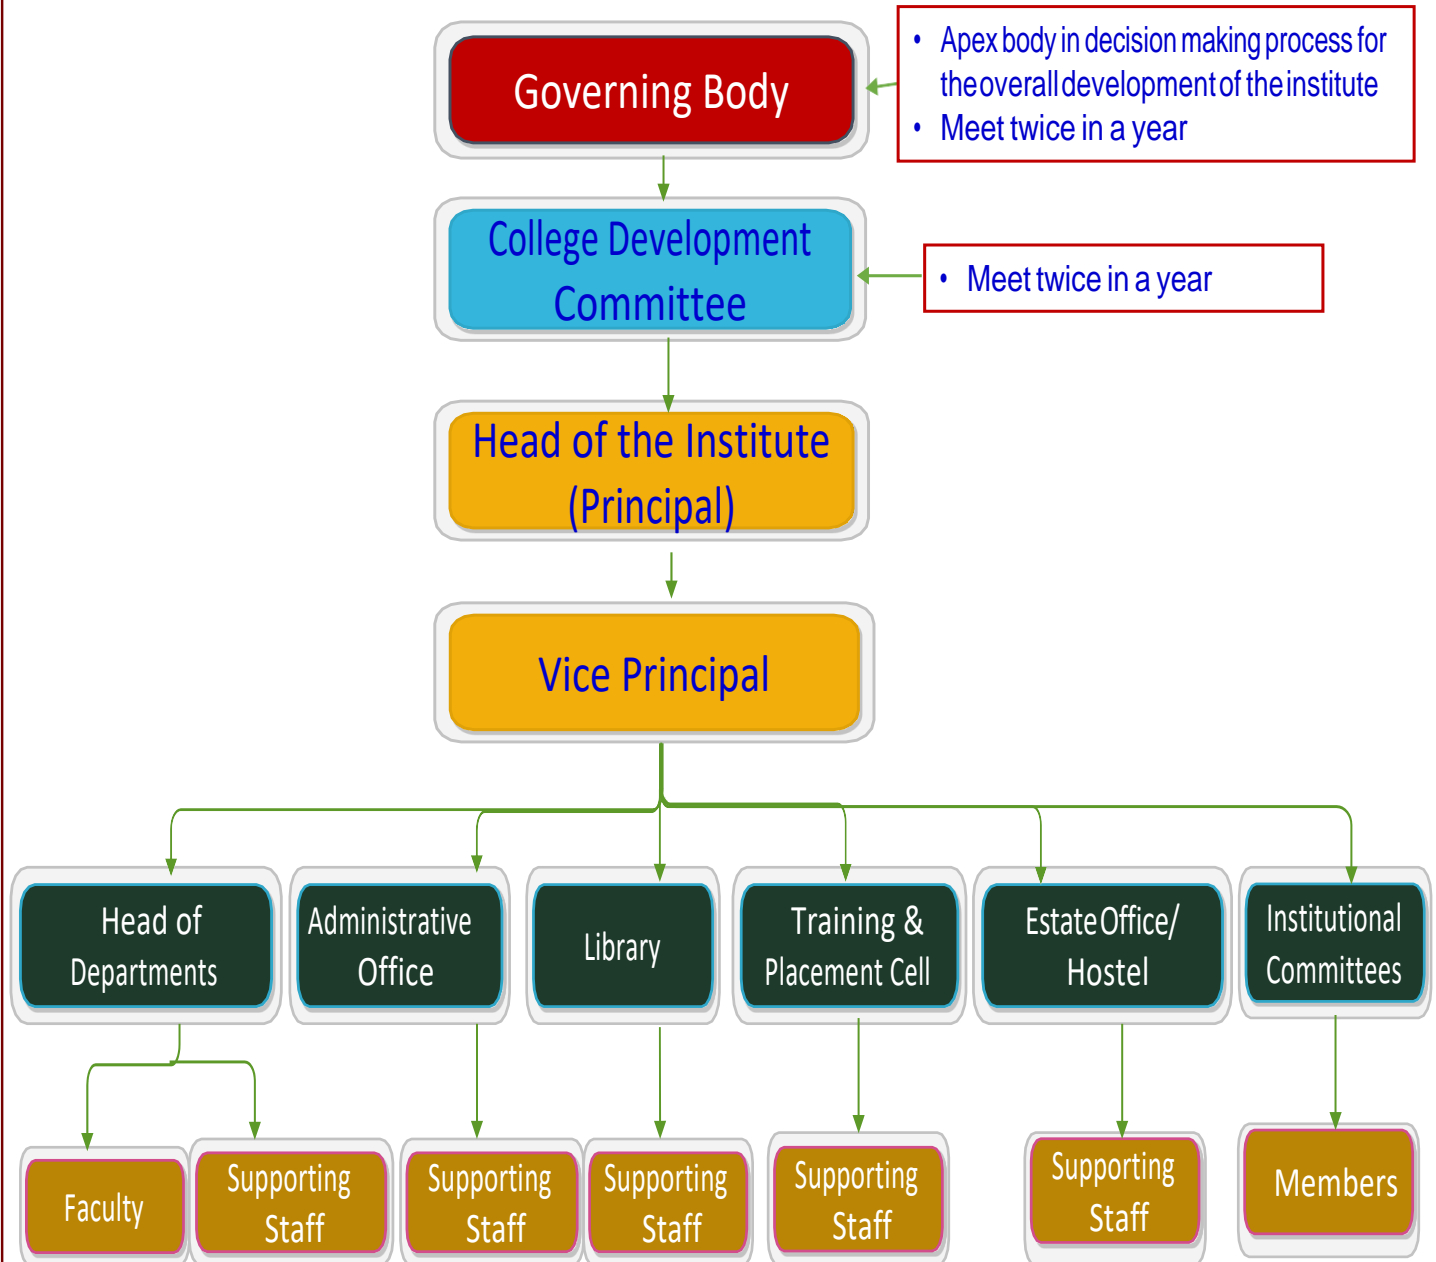 Governing Body
• Apex body in decision making process for
the overall development of the institute
• Meet twice in a year
College Development
Committee
• Meet twice in a year
Head of the Institute
(Principal)
Vice Principal
Head of
Departments
Administrative
Office
Library
Training &
Placement Cell
Estate Office/
Hostel
Institutional
Committees
Faculty
Supporting
Staff
Supporting
Staff
Supporting
Staff
Supporting
Staff
Supporting
Staff
Members